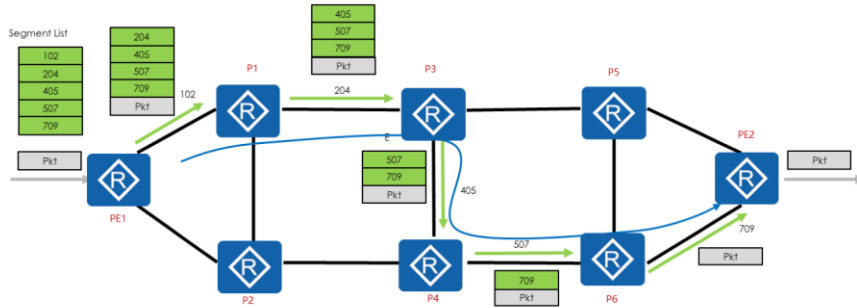 Segment List
102
204
405
507
709
204
405
507
709
Pkt
405
507
709
Pkt
P1
P3
P5
102
204
R
R
R
E
Pkt
R
PE1
507
709
Pkt
405
PE2
R
Pkt
R
P2
R
P4
507
709
Pkt
R
P6
709
Pkt